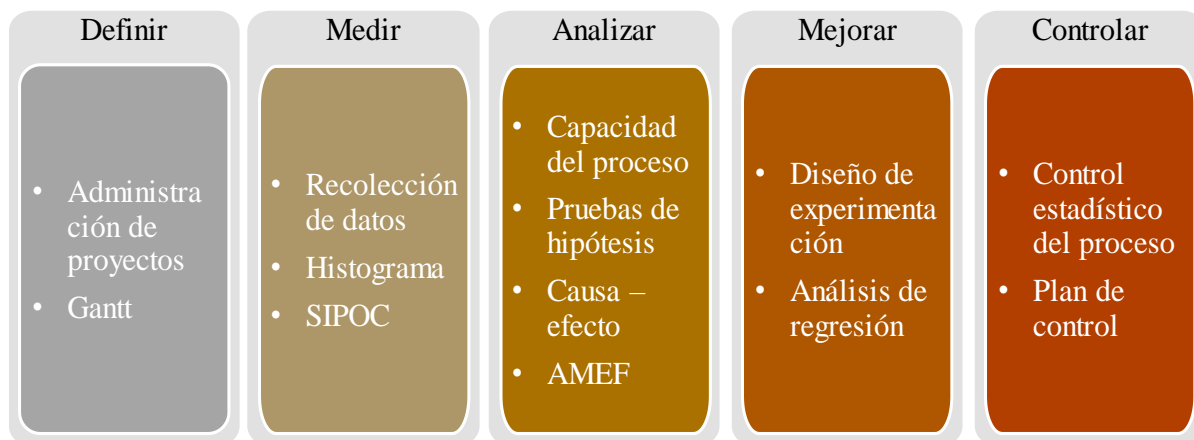 Definir
• Administra
ción de
proyectos
• Gantt
Medir
• Recolección
de datos
• Histograma
• SIPOC
Analizar
• Capacidad
del proceso
• Pruebas de
hipótesis
• Causa –
efecto
• AMEF
Mejorar
• Diseño de
experimenta
ción
• Análisis de
regresión
Controlar
• Control
estadístico
del proceso
• Plan de
control